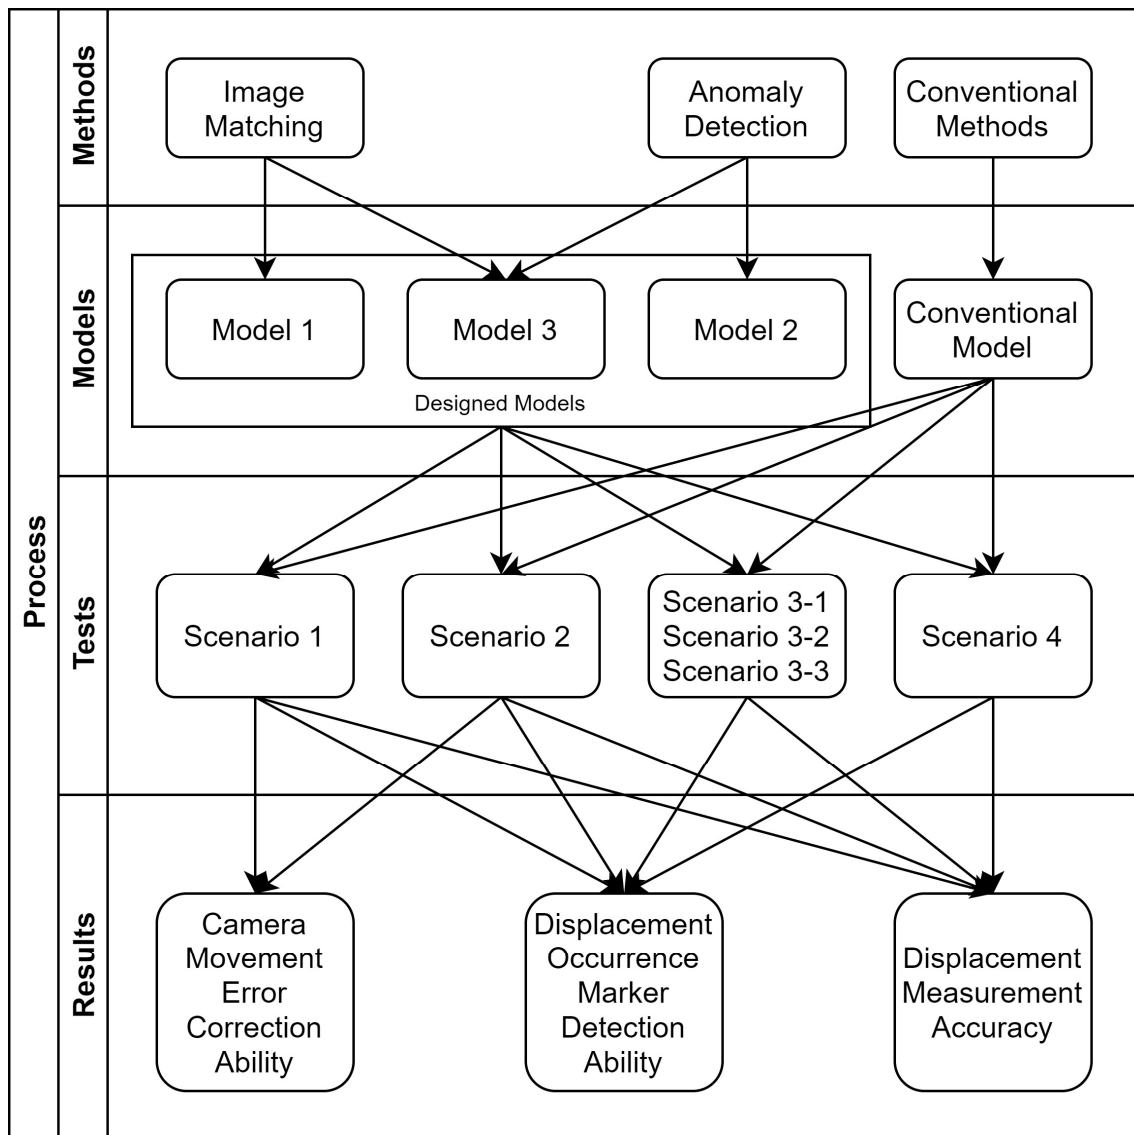 Process
Methods
Image
Matching
Anomaly
Detection
Conventional
Methods
Models
Model 1
Model 3
Model 2
Conventional
Model
Designed Models
Tests
Scenario 1
Scenario 2
Scenario 3-1
Scenario 3-2
Scenario 3-3
Scenario 4
Results
Camera
Movement
Error
Correction
Ability
Displacement
Occurrence
Marker
Detection
Ability
Displacement
Measurement
Accuracy